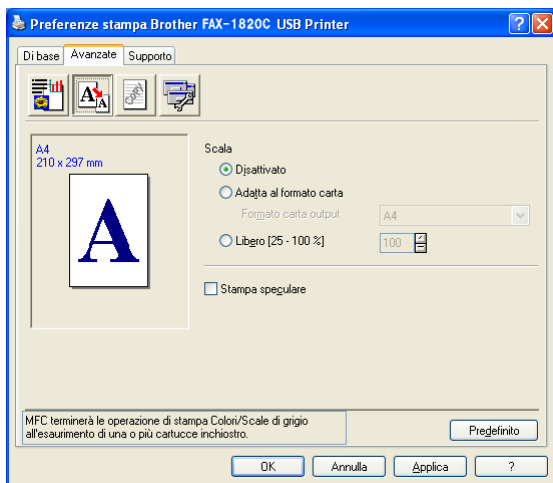 Preferenze stampa Brother FAX-1820C USB Printer
Di base
Avanzate
Supporto
A4
210 x 297 mm
A
Scala
Disattivato
Adatta al formato carta
Formato carta output
A4
Libero [25 - 100 %]
100
Stampa speculare
MFC terminerà le operazione di stampa Colori/Scale di grigio
all'esaurimento di una o più cartucce inchiostro.
Predefinito
OK
Annulla
Applica
?